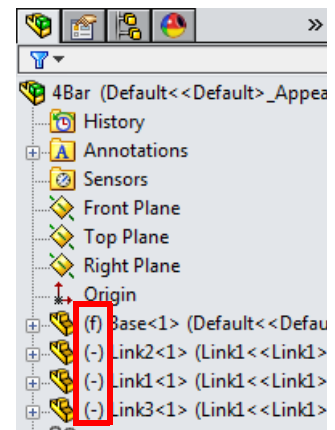 »
4Bar (Default<<Default>_Appea
History
A Annotations
Sensors
Front Plane
Top Plane
Right Plane
Origin
(f) Base<1> (Default<<Defau
(-) Link2<1> (Link1<<Link1>
(-) Link1<1> (Link1<<Link1>
(-) Link3<1> (Link1<<Link1>